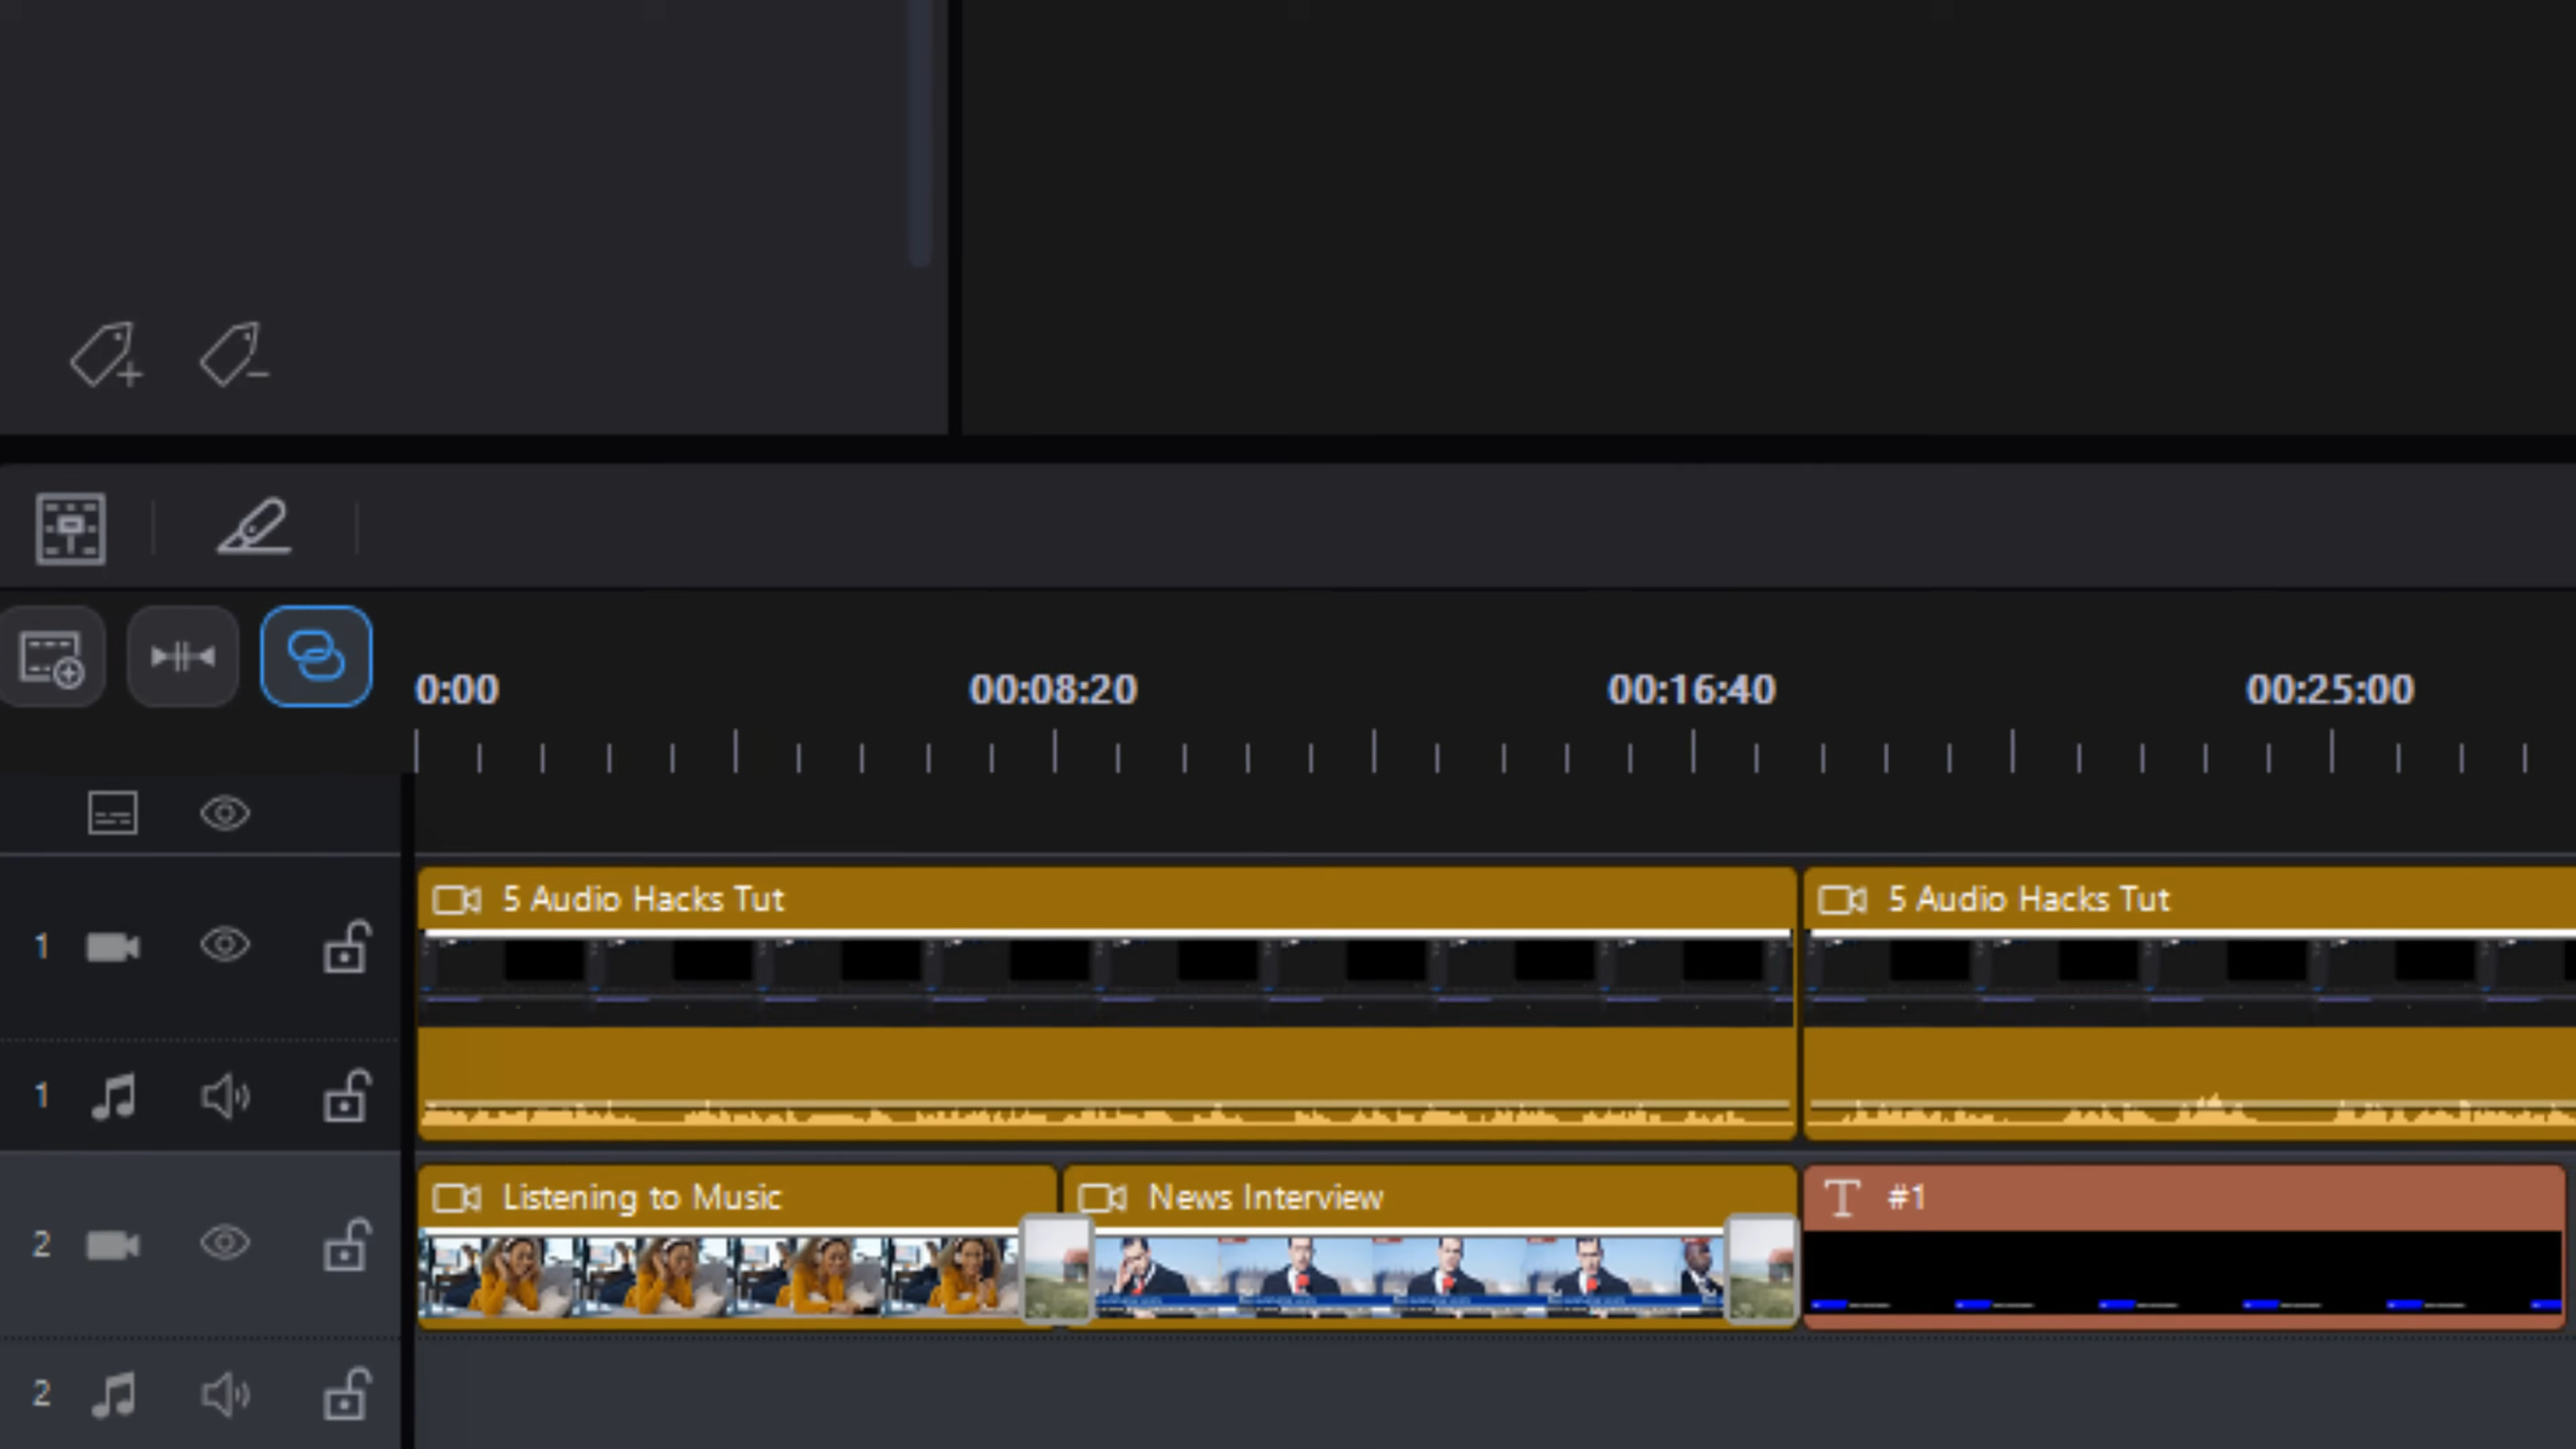 0:00 00:08:20 00:16:40 00:25:00
1 5 Audio Hacks Tut 5 Audio Hacks Tut
1
2 Listening to Music News Interview T #1
2